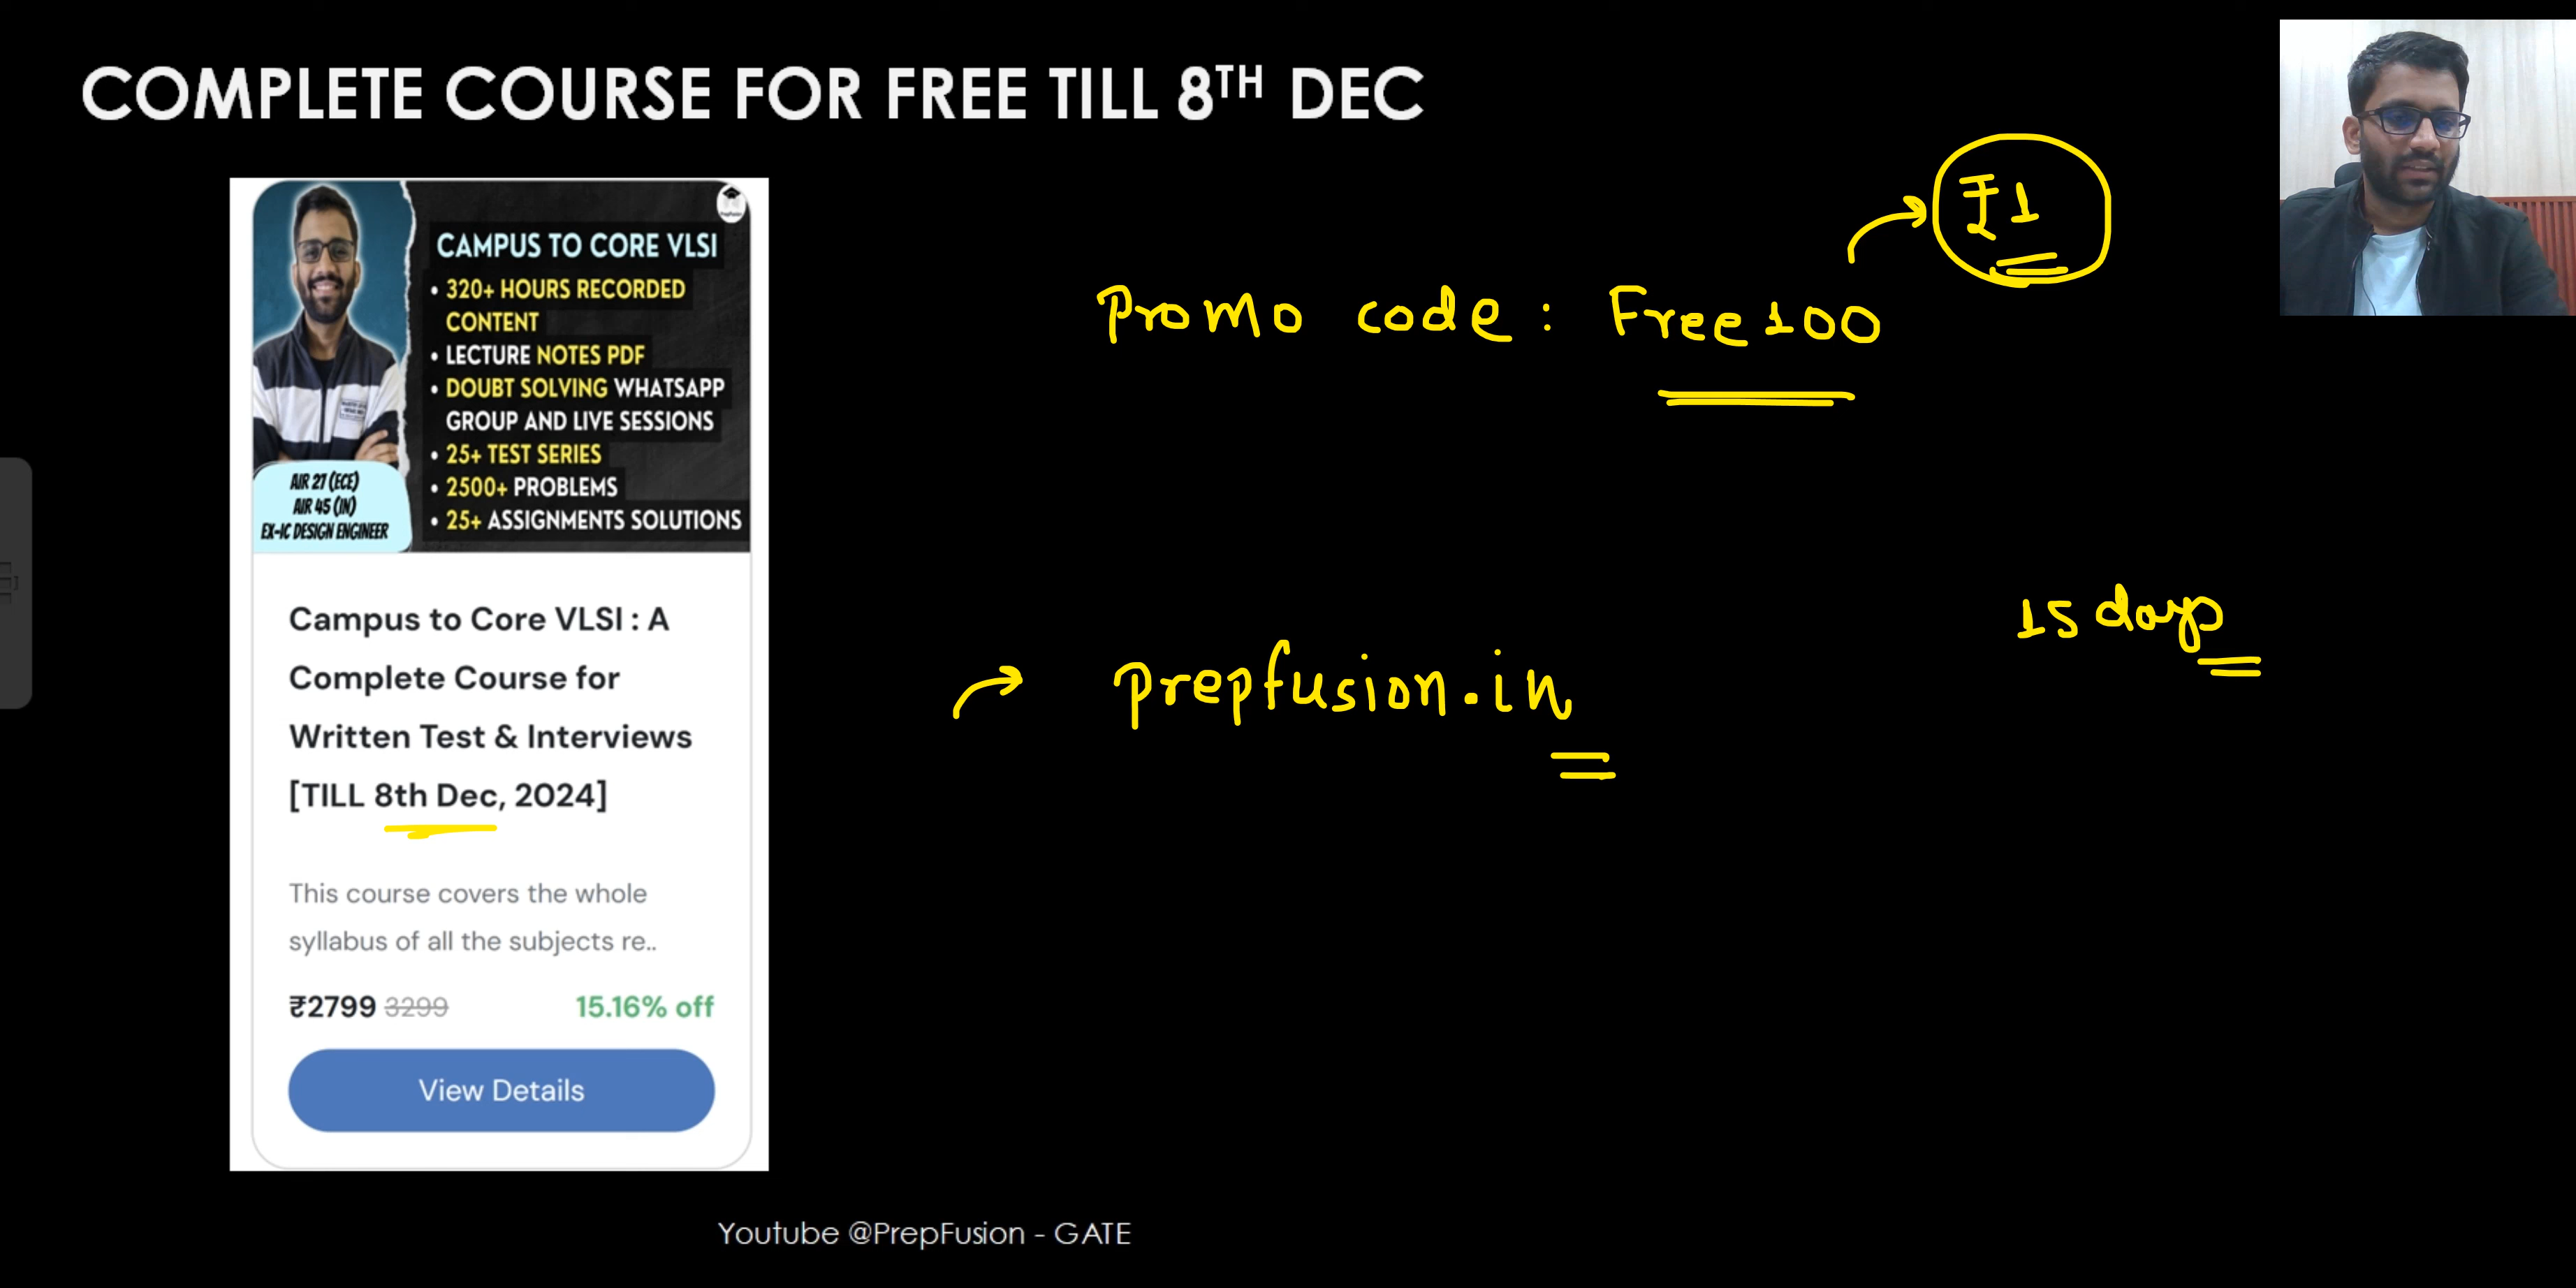 COMPLETE COURSE FOR FREE TILL 8TH DEC
CAMPUS TO CORE VLSI
• 320+ HOURS RECORDED
CONTENT
• LECTURE NOTES PDF
• DOUBT SOLVING WHATSAPP
GROUP AND LIVE SESSIONS
• 25+ TEST SERIES
• 2500+ PROBLEMS
• 25+ ASSIGNMENTS SOLUTIONS
AIR 27 (ECE)
AIR 45 (IN)
EX-IC DESIGN ENGINEER
Campus to Core VLSI : A
Complete Course for
Written Test & Interviews
[TILL 8th Dec, 2024]
This course covers the whole
syllabus of all the subjects re..
₹2799 3299 15.16% off
View Details
₹1
Promo code : Free100
15 days
prepfusion.in
Youtube @PrepFusion - GATE